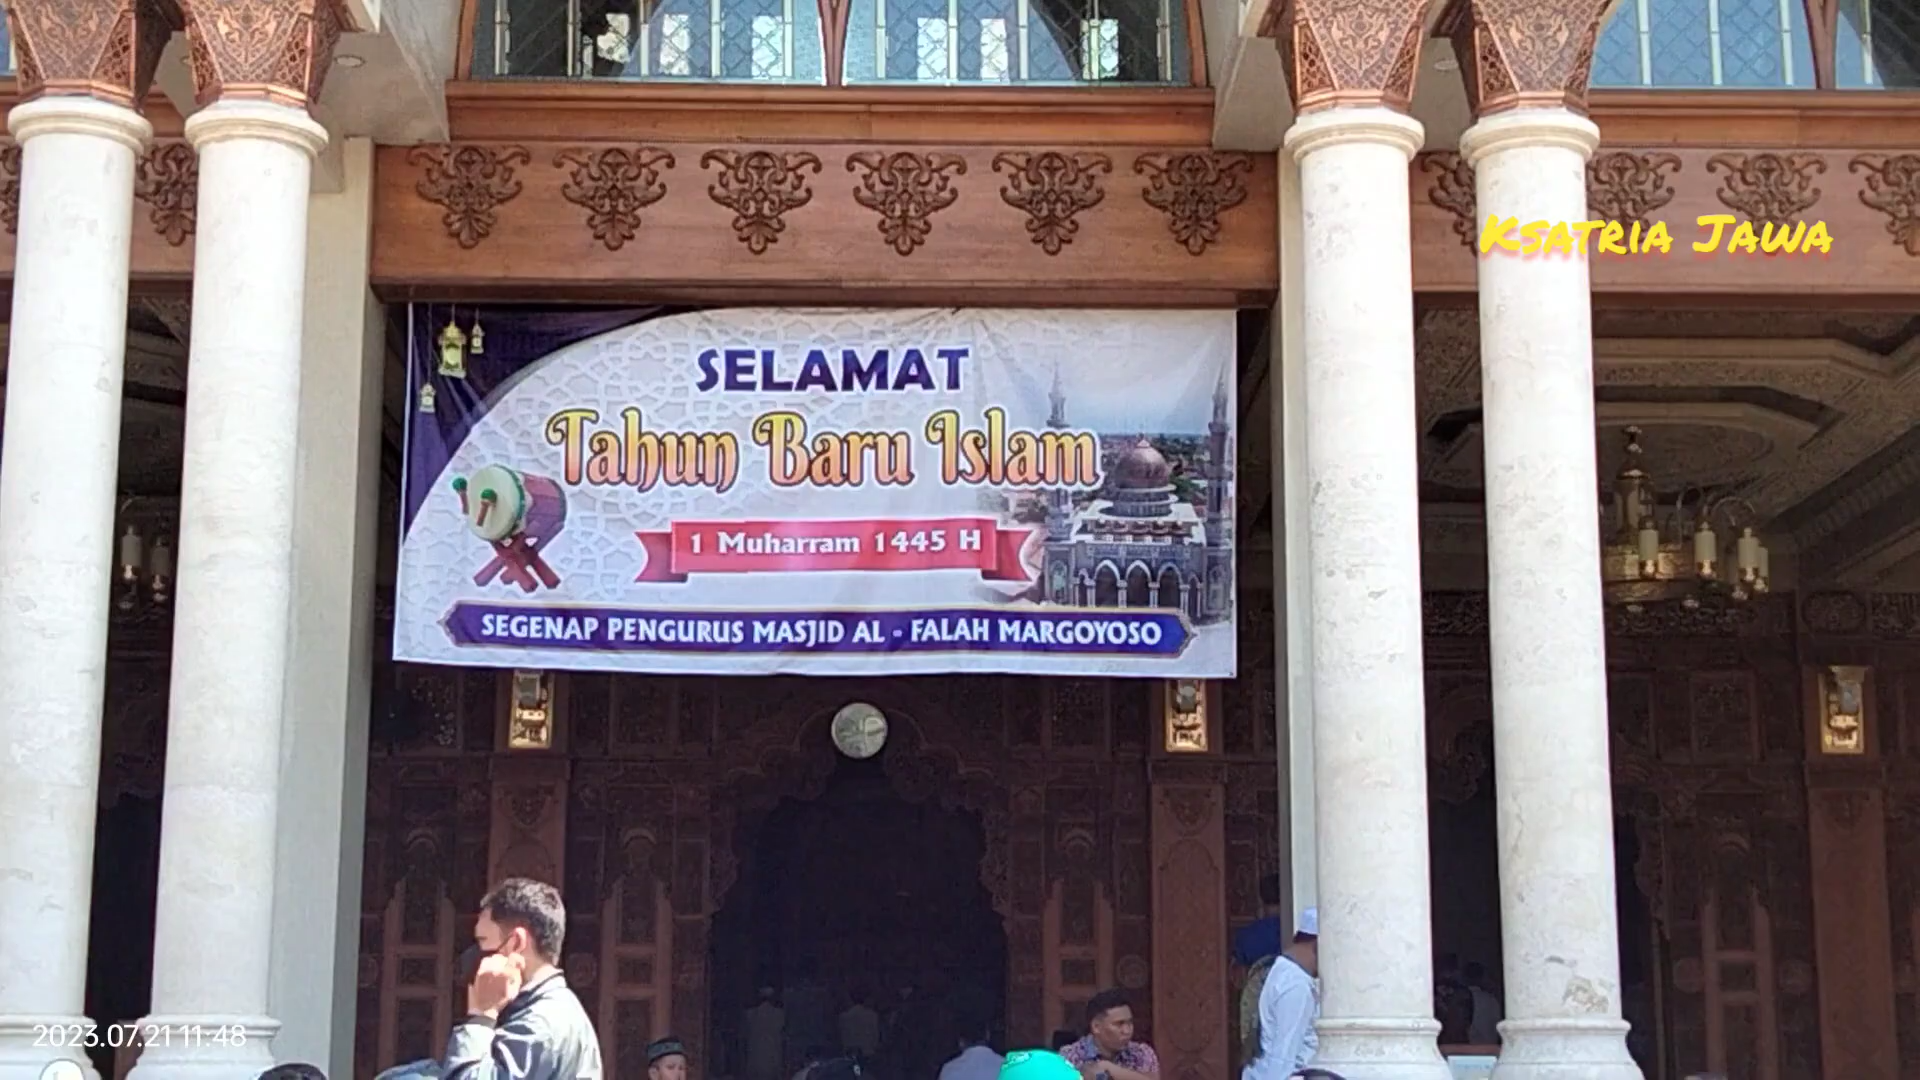 Ksatria Jawa
SELAMAT
Tahun Baru Islam
1 Muharram 1445 H
SEGENAP PENGURUS MASJID AL - FALAH MARGOYOSO
2023.07.21 11:48